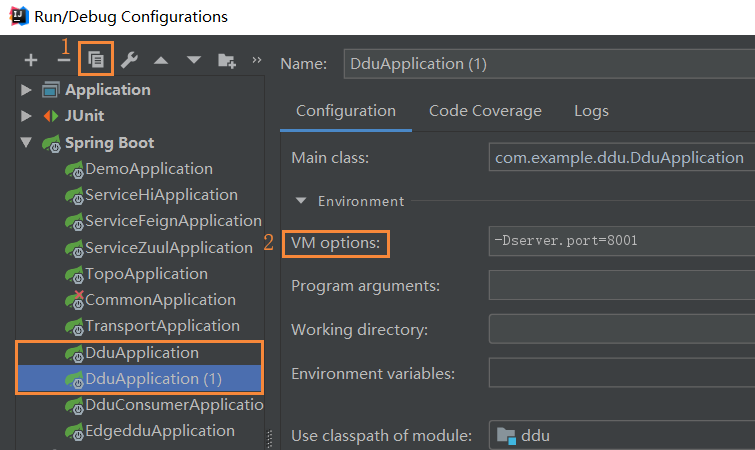 Run/Debug Configurations
1
Name: DduApplication (1)
Application
JUnit
Spring Boot
DemoApplication
ServiceHiApplication
ServiceFeignApplication
ServiceZuulApplication
TopoApplication
CommonApplication
TransportApplication
DduApplication
DduApplication (1)
DduConsumerApplicatio
EdgedduApplication
Configuration Code Coverage Logs
Main class: com.example.ddu.DduApplication
Environment
2 VM options: -Dserver.port=8001
Program arguments:
Working directory:
Environment variables:
Use classpath of module: ddu